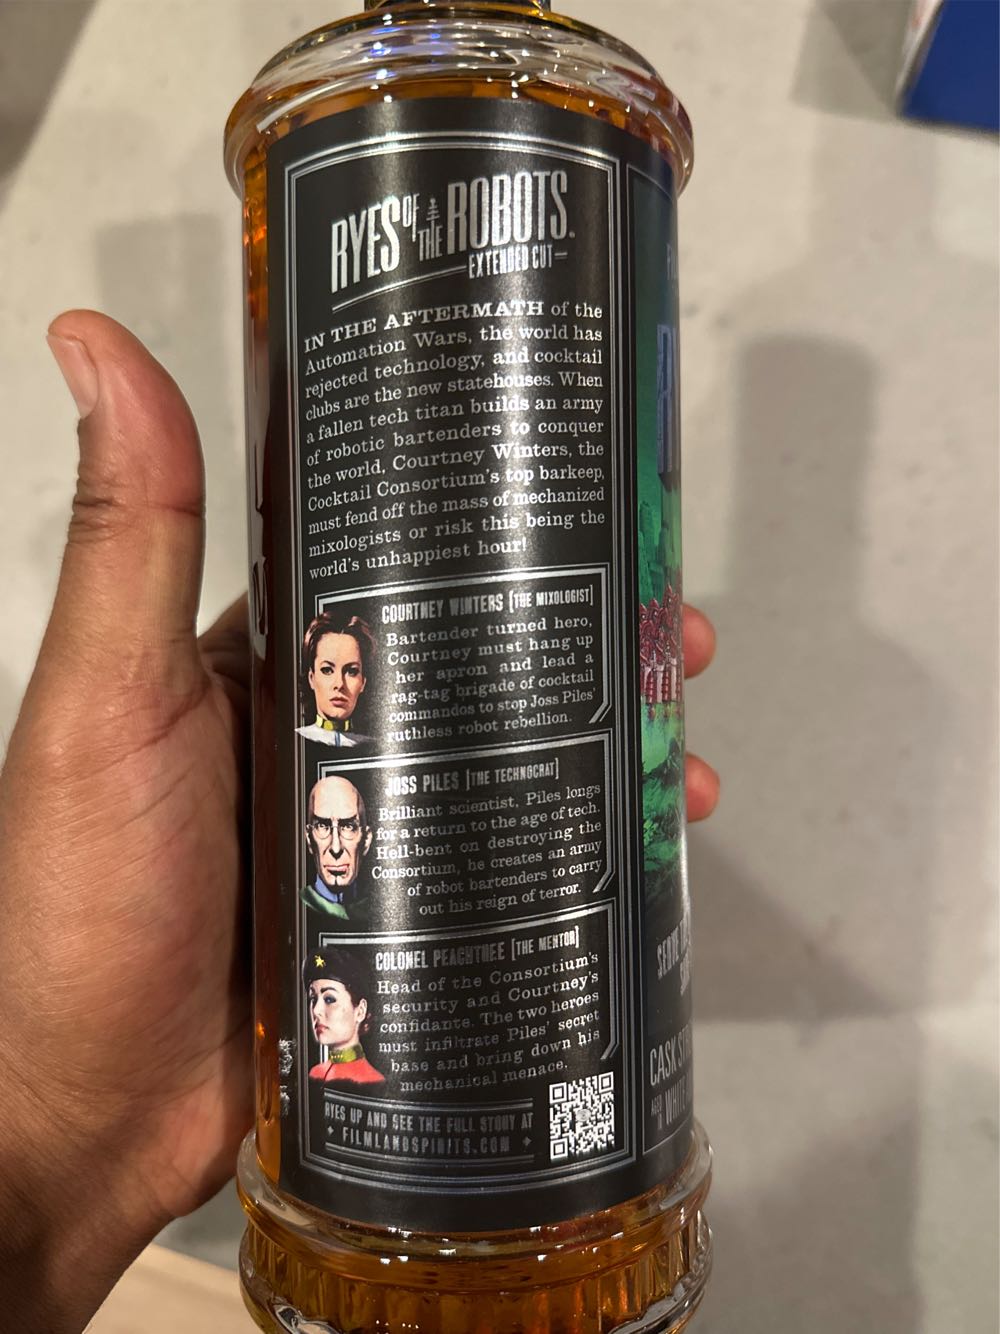 RYES OF THE ROBOTS.
EXTENDED CUT
IN THE AFTERMATH of the
Automation Wars, the world has
rejected technology, and cocktail
clubs are the new statehouses. When
a fallen tech titan builds an army
of robotic bartenders to conquer
the world, Courtney Winters, the
Cocktail Consortium's top barkeep,
must fend off the mass of mechanized
mixologists or risk this being the
world's unhappiest hour!
COURTNEY WINTERS [THE MIXOLOGIST]
Bartender turned hero,
Courtney must hang up
her apron and lead a
rag-tag brigade of cocktail
commandos to stop Joss Piles'
ruthless robot rebellion.
JOSS PILES [THE TECHNOCRAT]
Brilliant scientist, Piles longs
for a return to the age of tech.
Hell-bent on destroying the
Consortium, he creates an army
of robot bartenders to carry
out his reign of terror.
COLONEL PEACHTREE [THE MENTOR]
Head of the Consortium's
security and Courtney's
confidante. The two heroes
must infiltrate Piles' secret
base and bring down his
mechanical menace.
RYES UP AND SEE THE FULL STORY AT
FILMLANDSPIRITS.COM
SERVE
CASK
AGED
WHITE